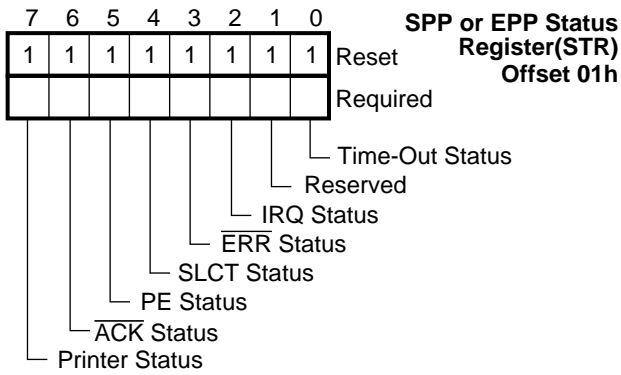 7 6 5 4 3 2 1 0
SPP or EPP Status
Register(STR)
Offset 01h
1 1 1 1 1 1 1 1 Reset
Required
Time-Out Status
Reserved
IRQ Status
E̅R̅R̅ Status
SLCT Status
PE Status
A̅C̅K̅ Status
Printer Status